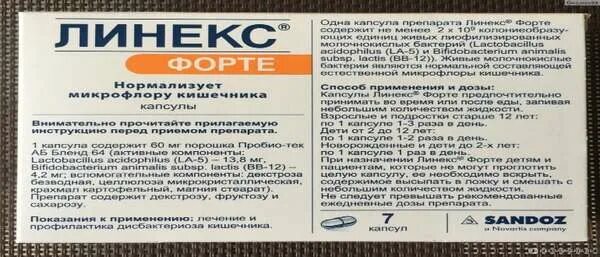 ЛИНЕКС®
ФОРТЕ
Нормализует
микрофлору кишечника
капсулы
Внимательно прочитайте прилагаемую
инструкцию перед приемом препарата.
1 капсула содержит 60 мг порошка Пробио-тек
АБ Бленд 64 (активные компоненты:
Lactobacillus acidophilus (LA-5) – 13,8 мг,
Bifidobacterium animalis subsp. lactis (BB-12) –
4,2 мг; вспомогательные компоненты: декстроза
безводная, целлюлоза микрокристаллическая,
крахмал картофельный, магния стеарат).
Препарат содержит декстрозу, фруктозу и
сахарозу.
Показания к применению: лечение и
профилактика дисбактериоза кишечника.
Одна капсула препарата Линекс® Форте
содержит не менее 2 x 10⁹ колониеобразу-
ющих единиц живых лиофилизированных
молочнокислых бактерий (Lactobacillus
acidophilus (LA-5) и Bifidobacterium animalis
subsp. lactis (BB-12)). Живые молочнокислые
бактерии являются нормальной составляющей
естественной микрофлоры кишечника.
Способ применения и дозы:
Капсулы Линекс® Форте предпочтительно
принимать во время или после еды, запивая
небольшим количеством жидкости.
Взрослые и подростки старше 12 лет:
по 1 капсуле 1-3 раза в день.
Дети от 2 до 12 лет:
по 1 капсуле 1-2 раза в день.
Новорожденные и дети до 2-х лет:
по 1 капсуле 1 раз в день.
При назначении Линекс® Форте детям и
пациентам, которые не могут проглотить
целую капсулу, ее необходимо вскрыть,
содержимое высыпать в ложку и смешать с
небольшим количеством жидкости.
Не следует превышать рекомендованные
ежедневные дозы препарата.
7
капсул
SANDOZ
a Novartis company